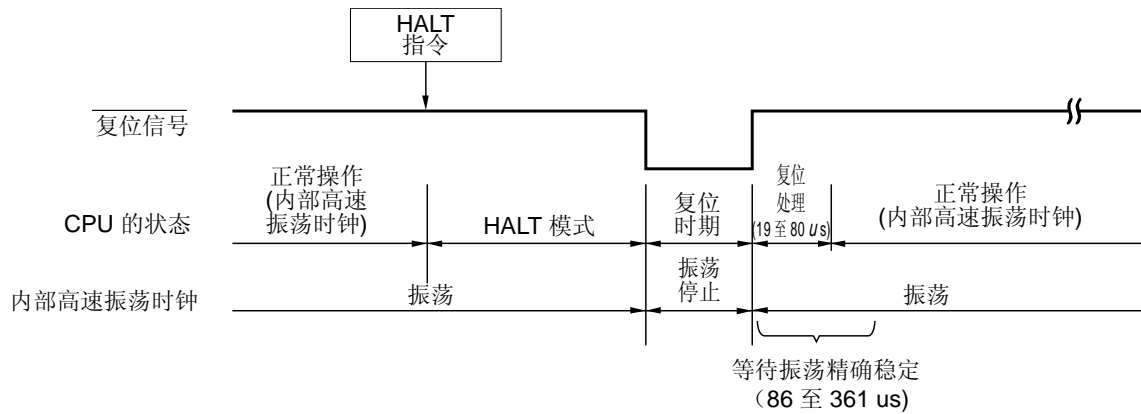 HALT
指令
复位信号
正常操作
(内部高速
振荡时钟)
CPU 的状态
HALT 模式
复位
时期
复位
处理
(19 至 80 us)
正常操作
(内部高速振荡时钟)
内部高速振荡时钟
振荡
振荡
停止
振荡
等待振荡精确稳定
（86 至 361 us)